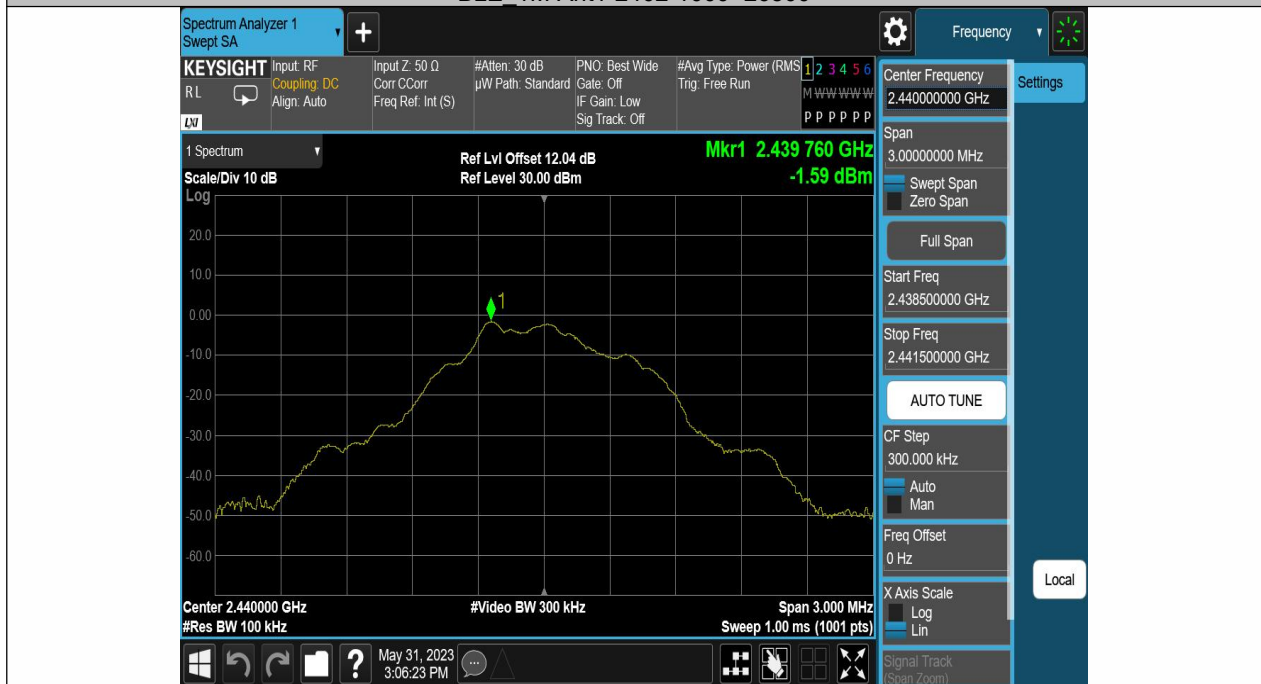 Spectrum Analyzer 1
Swept SA
+
Frequency
KEYSIGHT
RL
LXI
Input: RF
Coupling: DC
Align: Auto
Input Z: 50 Ω
Corr CCorr
Freq Ref: Int (S)
#Atten: 30 dB
µW Path: Standard
PNO: Best Wide
Gate: Off
IF Gain: Low
Sig Track: Off
#Avg Type: Power (RMS
Trig: Free Run
1 2 3 4 5 6
M W W W W W
P P P P P P
1 Spectrum
Scale/Div 10 dB
Log
Ref Lvl Offset 12.04 dB
Ref Level 30.00 dBm
Mkr1 2.439 760 GHz
-1.59 dBm
20.0
10.0
0.00
-10.0
-20.0
-30.0
-40.0
-50.0
-60.0
1
Center 2.440000 GHz
#Res BW 100 kHz
#Video BW 300 kHz
Span 3.000 MHz
Sweep 1.00 ms (1001 pts)
Center Frequency
2.440000000 GHz
Settings
Span
3.00000000 MHz
Swept Span
Zero Span
Full Span
Start Freq
2.438500000 GHz
Stop Freq
2.441500000 GHz
AUTO TUNE
CF Step
300.000 kHz
Auto
Man
Freq Offset
0 Hz
X Axis Scale
Log
Lin
Signal Track
(Span Zoom)
Local
?
May 31, 2023
3:06:23 PM